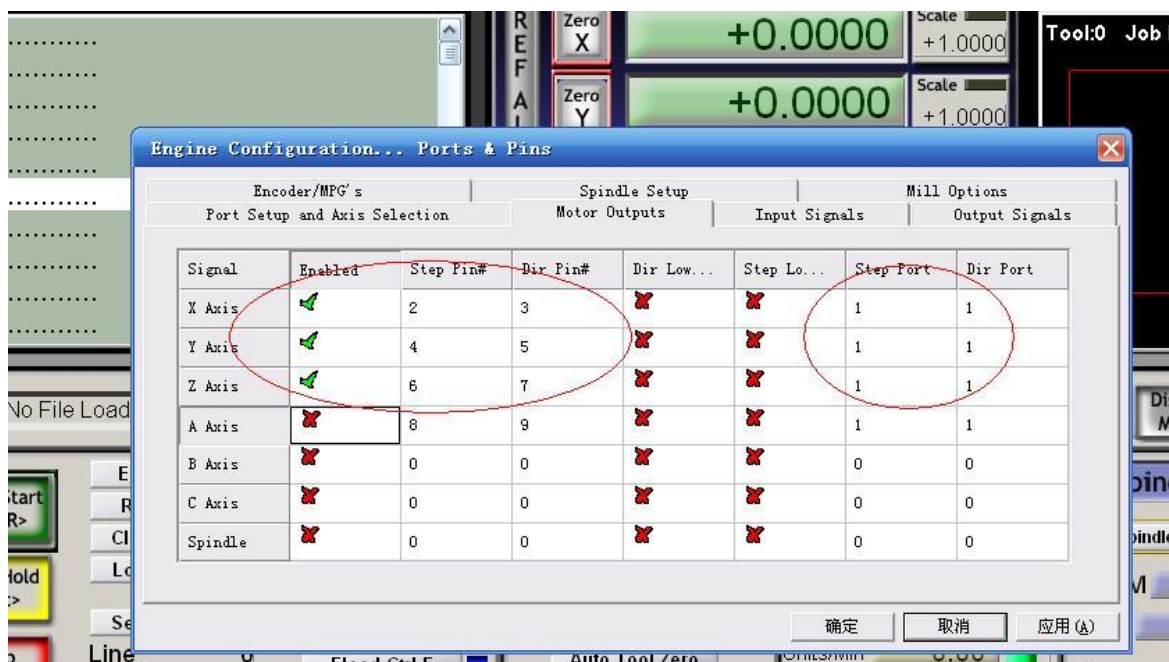 R
E
F
A
Zero
X
+0.0000
Scale
+1.0000
Tool:0 Job
Zero
Y
+0.0000
Scale
+1.0000
Engine Configuration... Ports & Pins
Encoder/MPG's Spindle Setup Mill Options
Port Setup and Axis Selection Motor Outputs Input Signals Output Signals
Signal Enabled Step Pin# Dir Pin# Dir Low... Step Lo... Step Port Dir Port
X Axis 2 3 1 1
Y Axis 4 5 1 1
Z Axis 6 7 1 1
A Axis 8 9 1 1
B Axis 0 0 0 0
C Axis 0 0 0 0
Spindle 0 0 0 0
确定 取消 应用(A)
No File Load
Line 0